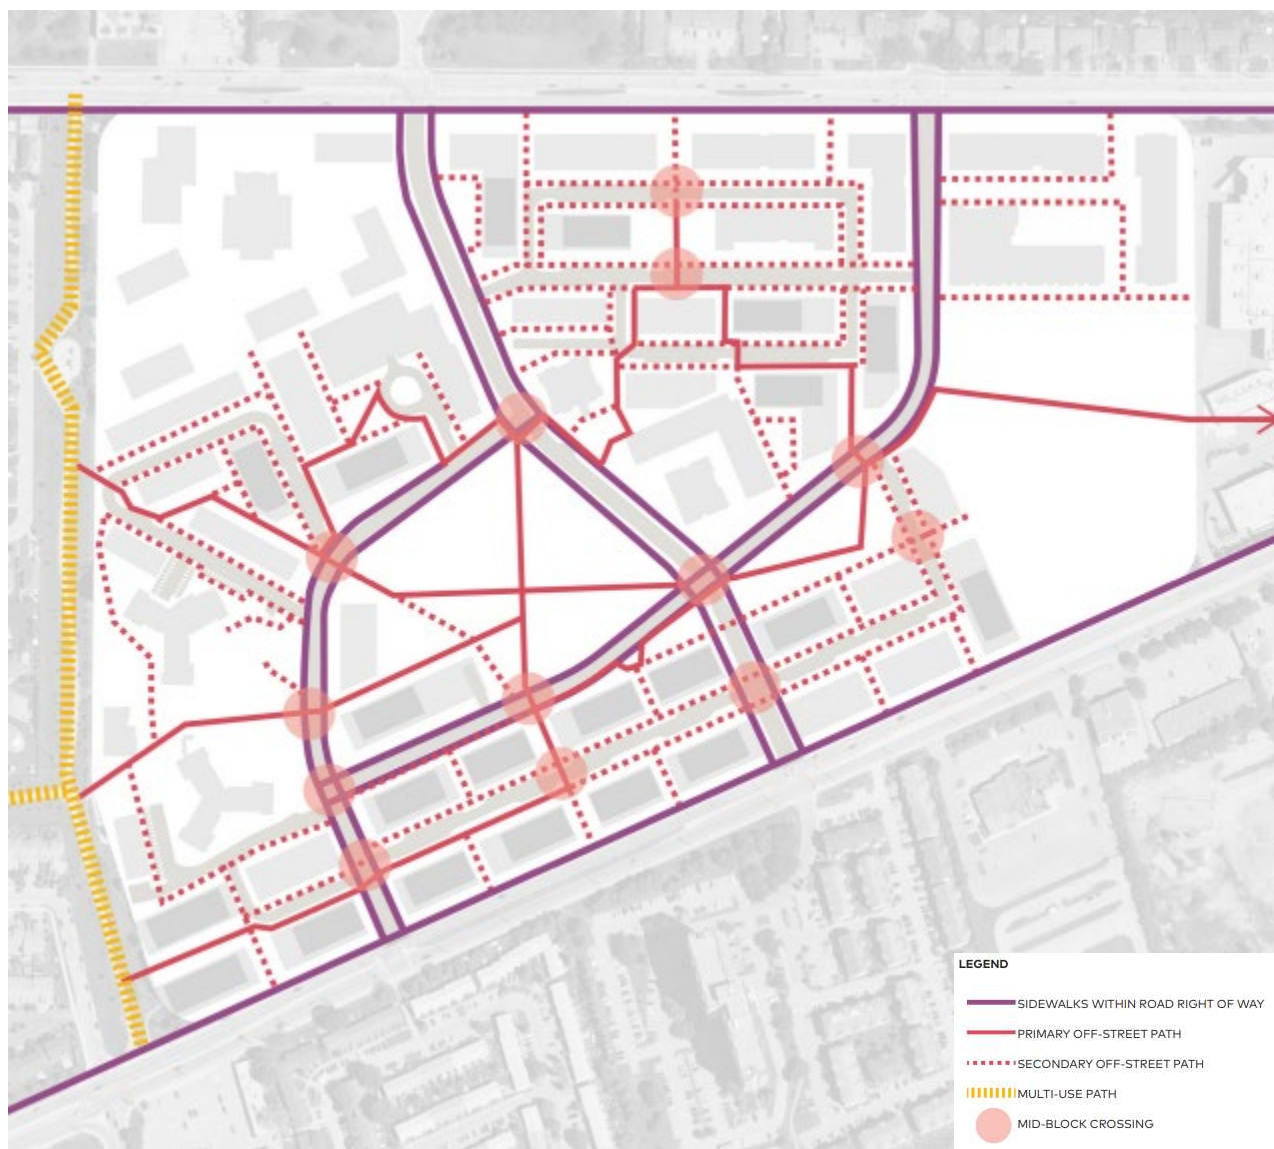 LEGEND
SIDEWALKS WITHIN ROAD RIGHT OF WAY
PRIMARY OFF-STREET PATH
SECONDARY OFF-STREET PATH
MULTI-USE PATH
MID-BLOCK CROSSING